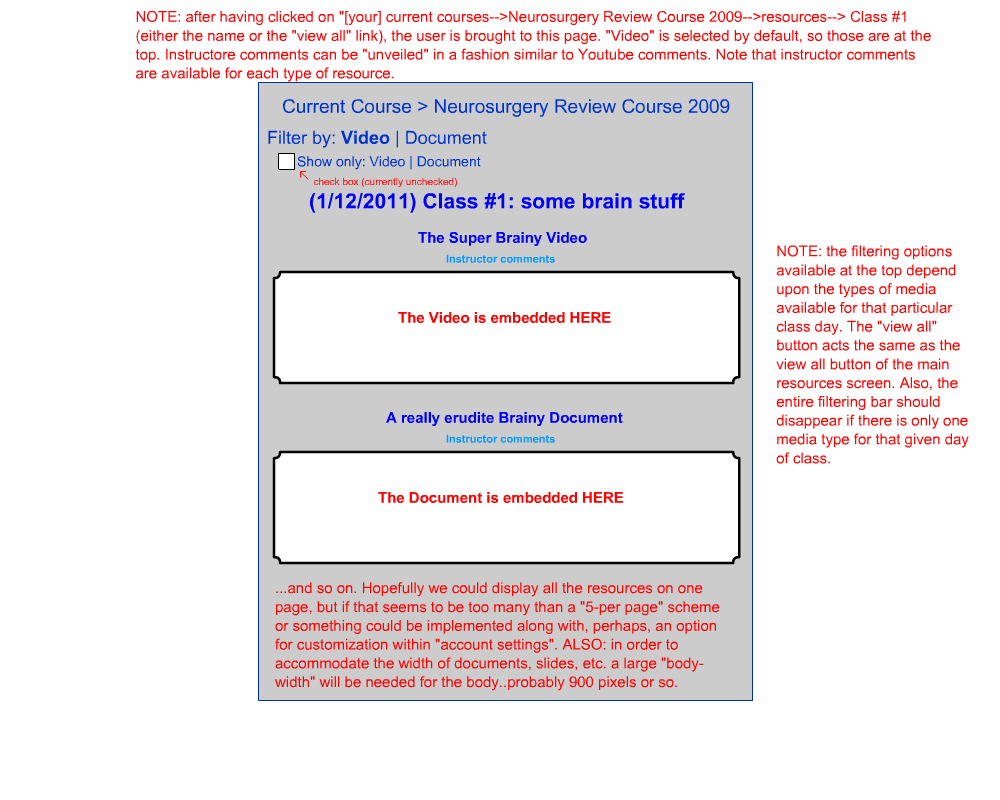 NOTE: after having clicked on "[your] current courses-->Neurosurgery Review Course 2009-->resources--> Class #1
(either the name or the "view all" link), the user is brought to this page. "Video" is selected by default, so those are at the
top. Instructore comments can be "unveiled" in a fashion similar to Youtube comments. Note that instructor comments
are available for each type of resource.
Current Course > Neurosurgery Review Course 2009
Filter by: Video | Document
Show only: Video | Document
check box (currently unchecked)
(1/12/2011) Class #1: some brain stuff
The Super Brainy Video
Instructor comments
The Video is embedded HERE
A really erudite Brainy Document
Instructor comments
The Document is embedded HERE
...and so on. Hopefully we could display all the resources on one
page, but if that seems to be too many than a "5-per page" scheme
or something could be implemented along with, perhaps, an option
for customization within "account settings". ALSO: in order to
accommodate the width of documents, slides, etc. a large "body-
width" will be needed for the body..probably 900 pixels or so.
NOTE: the filtering options
available at the top depend
upon the types of media
available for that particular
class day. The "view all"
button acts the same as the
view all button of the main
resources screen. Also, the
entire filtering bar should
disappear if there is only one
media type for that given day
of class.